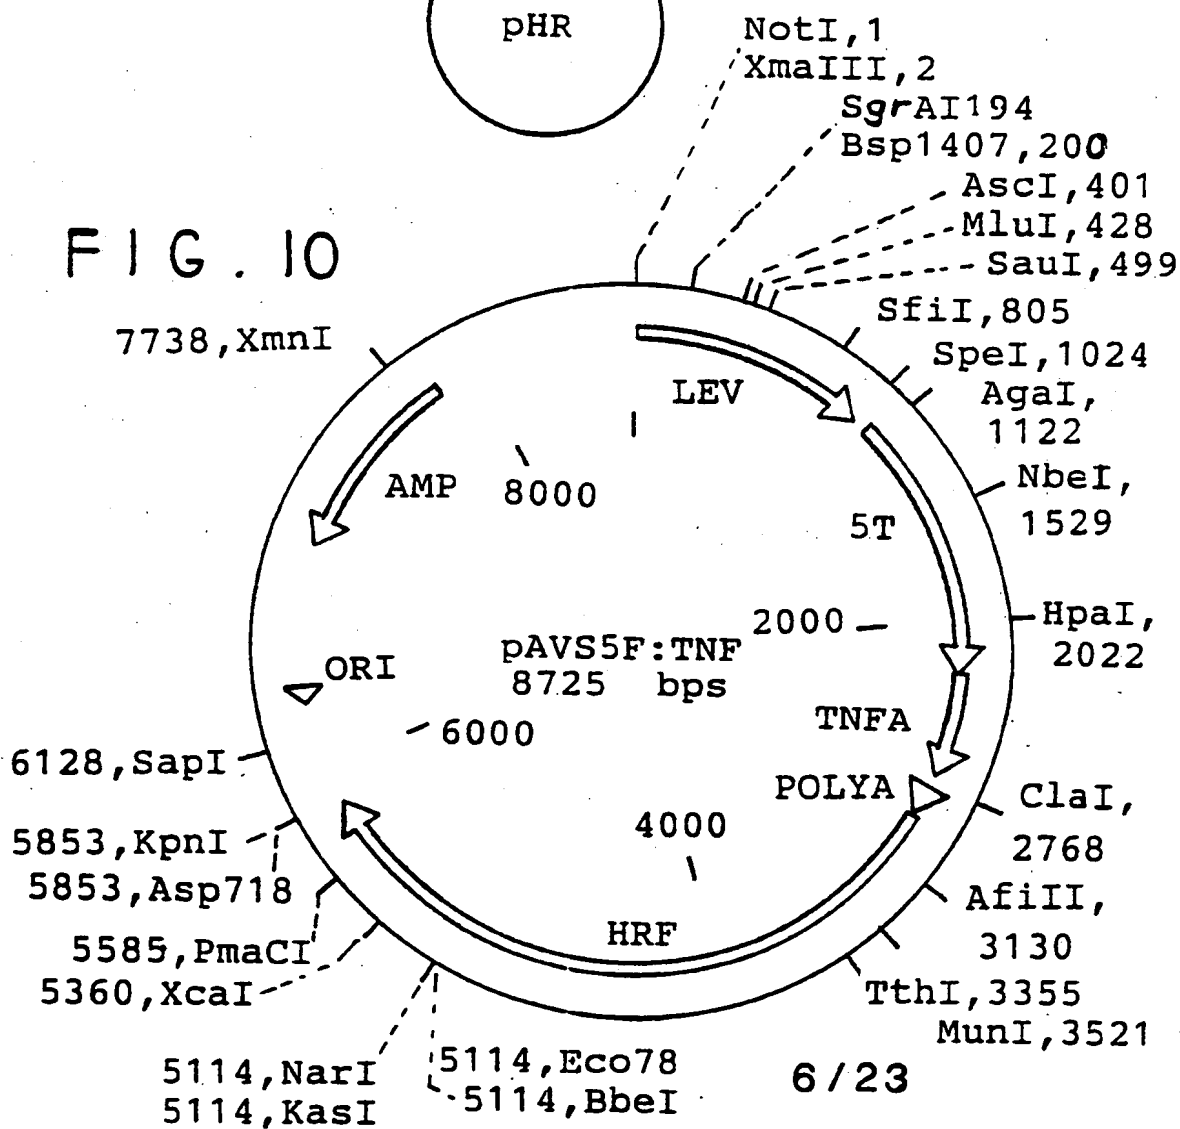 pHR
NotI,1
XmaIII,2
SgrAI194
Bsp1407,200
AscI,401
MluI,428
SauI,499
FIG. 10
SfiI,805
7738,XmnI
SpeI,1024
LEV
AgaI,
1122
AMP
8000
NbeI,
1529
5T
2000
HpaI,
2022
pAVS5F:TNF
8725 bps
ORI
TNFA
6000
6128,SapI
POLYA
ClaI,
2768
4000
5853,KpnI
5853,Asp718
AfiII,
3130
HRF
5585,PmaCI
5360,XcaI
TthI,3355
MunI,3521
5114,NarI
5114,KasI
5114,Eco78
5114,BbeI
6/23